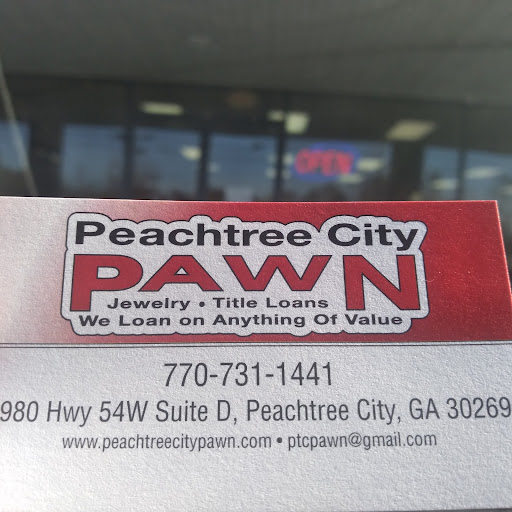 OPEN
Peachtree City
PAWN
Jewelry • Title Loans
We Loan on Anything Of Value
770-731-1441
980 Hwy 54W Suite D, Peachtree City, GA 30269
www.peachtreecitypawn.com • ptcpawn@gmail.com